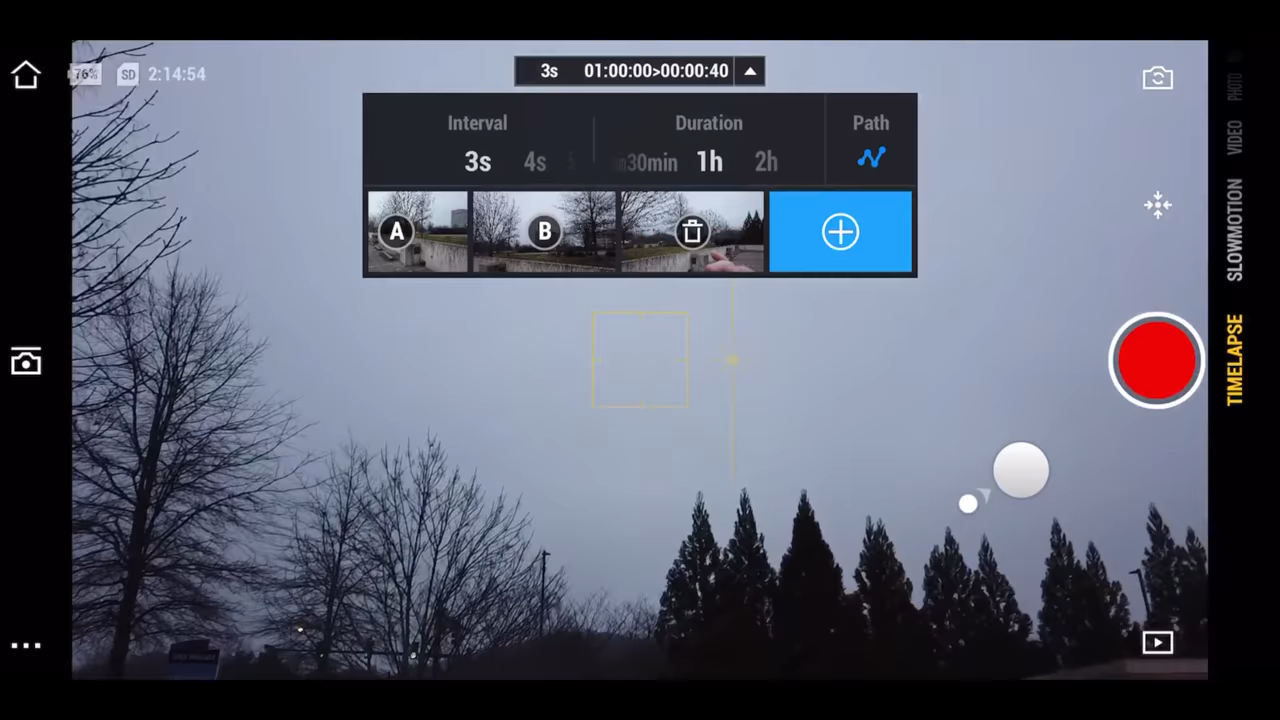 76% SD 2:14:54
3s 01:00:00>00:00:40
Interval Duration Path
3s 4s 30min 1h 2h
A B
PHOTO
VIDEO
SLOWMOTION
TIMELAPSE